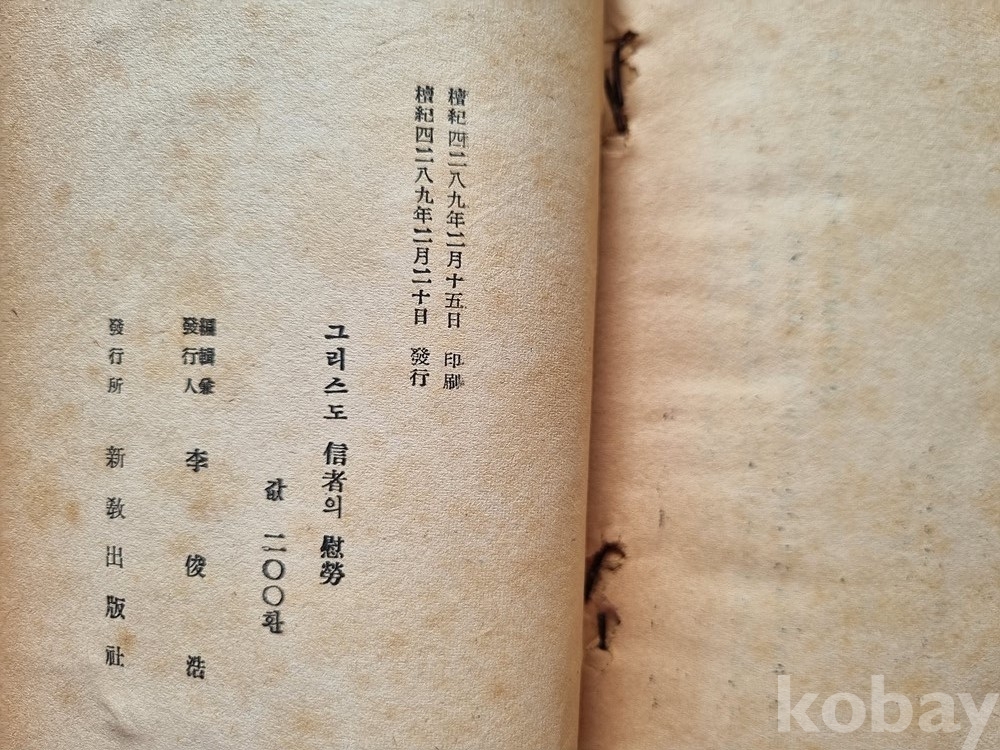 檀紀四二八九年二月十五日 印刷
檀紀四二八九年二月二十日 發行
그리스도 信者의 慰勞
값 二〇〇환
編輯兼發行人 李俊浩
發行所 新敎出版社
kobay